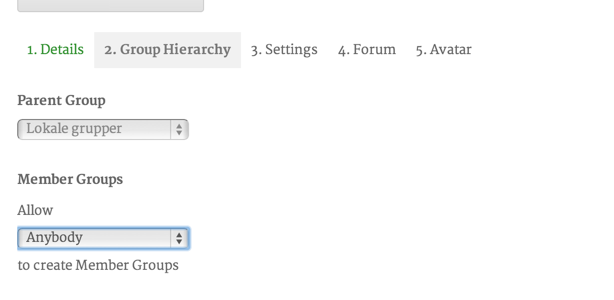 1. Details 2. Group Hierarchy 3. Settings 4. Forum 5. Avatar
Parent Group
Lokale grupper
Member Groups
Allow
Anybody
to create Member Groups